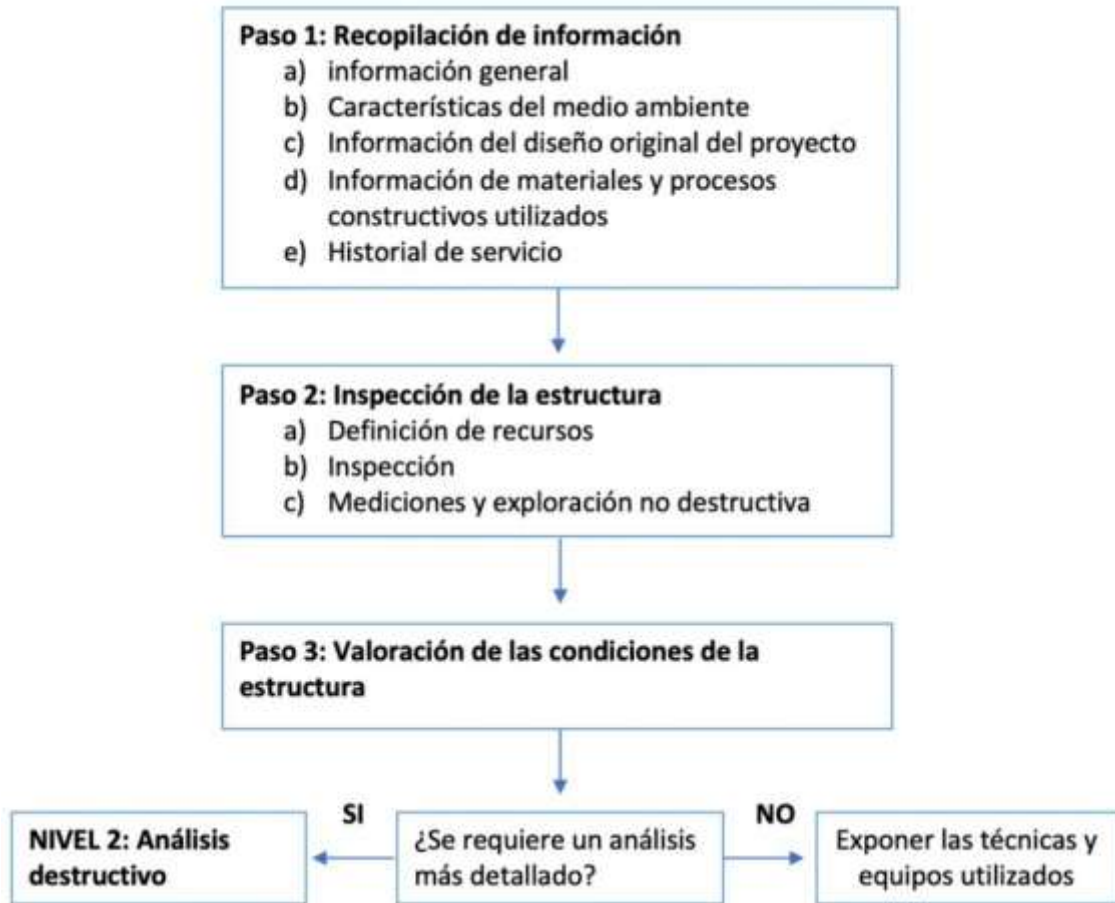 Paso 1: Recopilación de información
a) información general
b) Características del medio ambiente
c) Información del diseño original del proyecto
d) Información de materiales y procesos
constructivos utilizados
e) Historial de servicio
Paso 2: Inspección de la estructura
a) Definición de recursos
b) Inspección
c) Mediciones y exploración no destructiva
Paso 3: Valoración de las condiciones de la
estructura
SI
NO
NIVEL 2: Análisis
destructivo
¿Se requiere un análisis
más detallado?
Exponer las técnicas y
equipos utilizados